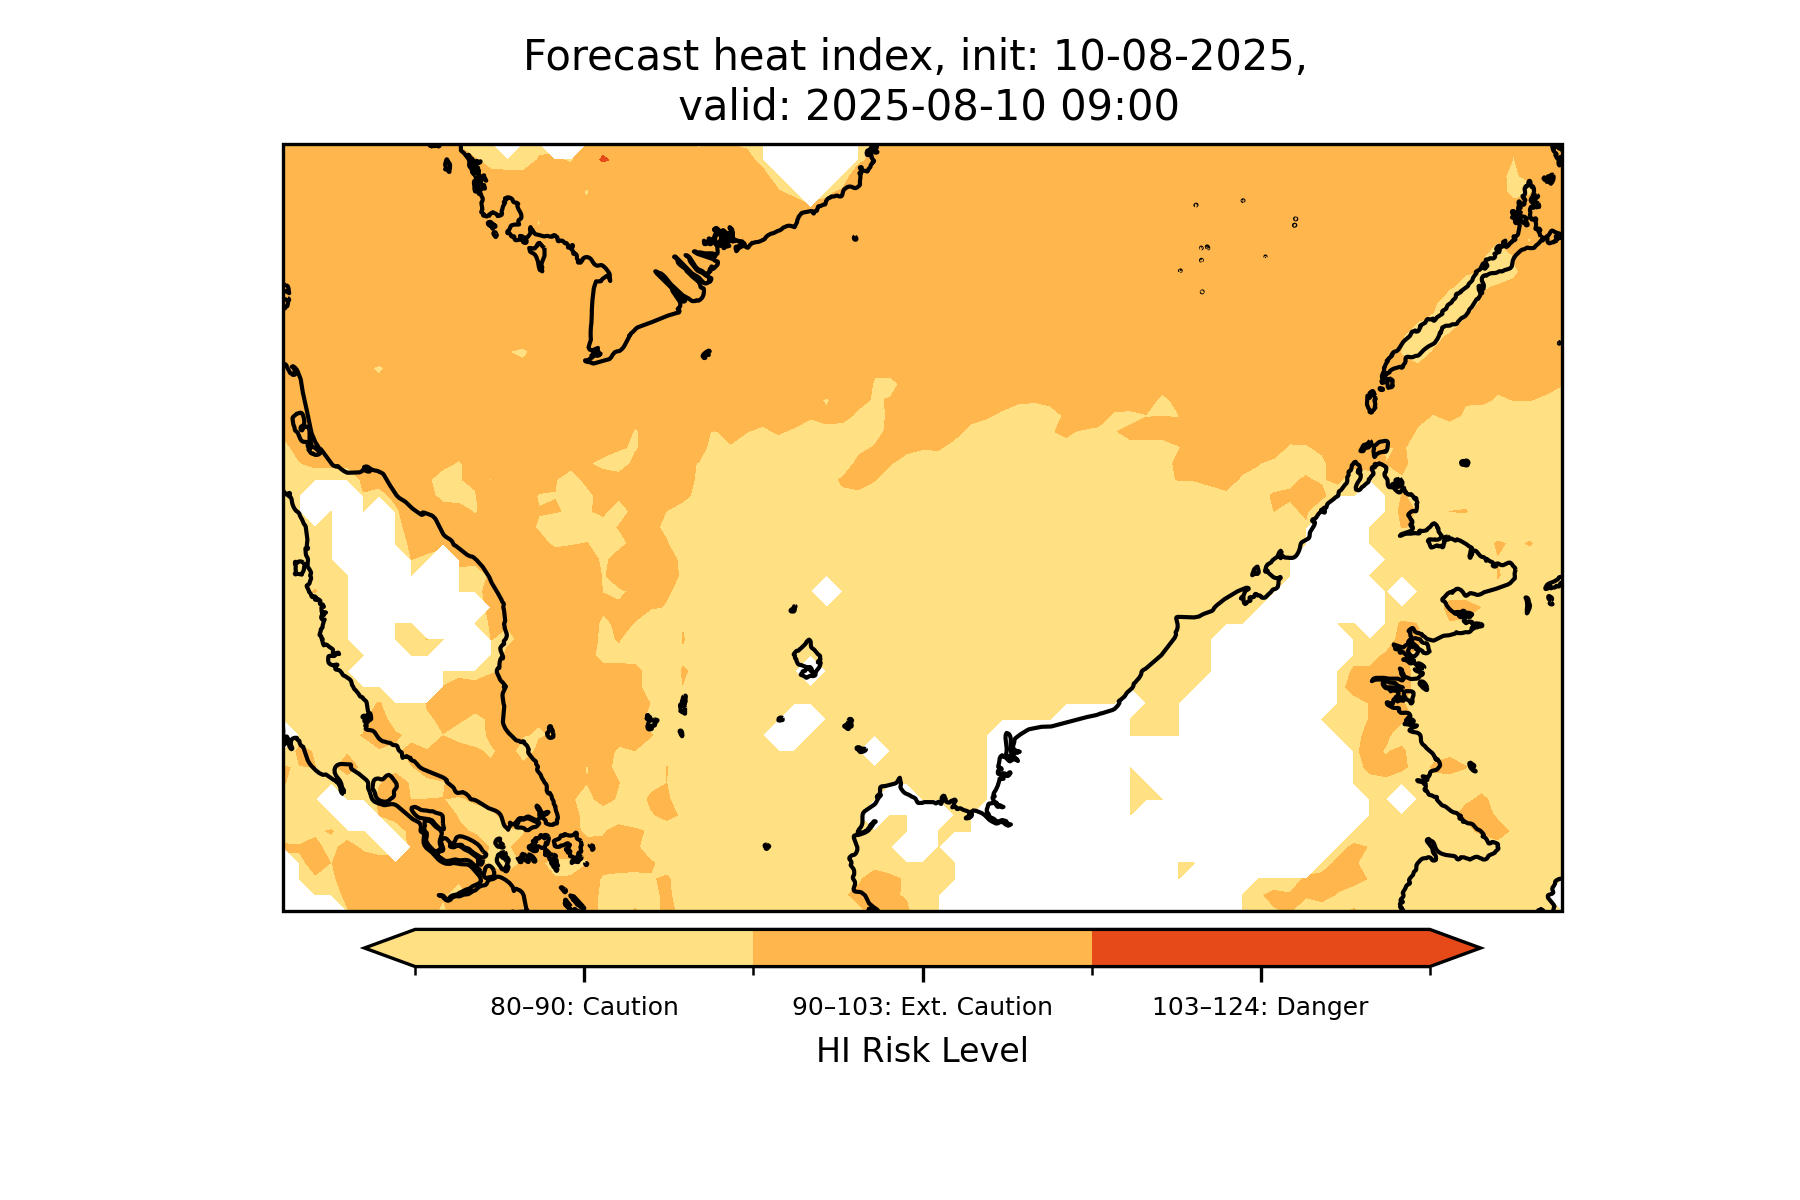 Forecast heat index, init: 10-08-2025,
valid: 2025-08-10 09:00
80–90: Caution
90–103: Ext. Caution
103–124: Danger
HI Risk Level